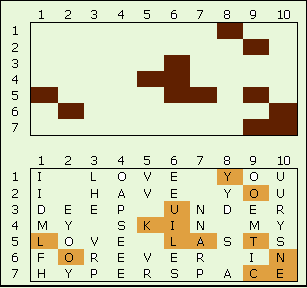 1 2 3 4 5 6 7 8 9 10
1
2
3
4
5
6
7
1 2 3 4 5 6 7 8 9 10
1 I L O V E Y O U
2 I H A V E Y O U
3 D E E P U N D E R
4 M Y S K I N M Y
5 L O V E L A S T S
6 F O R E V E R I N
7 H Y P E R S P A C E